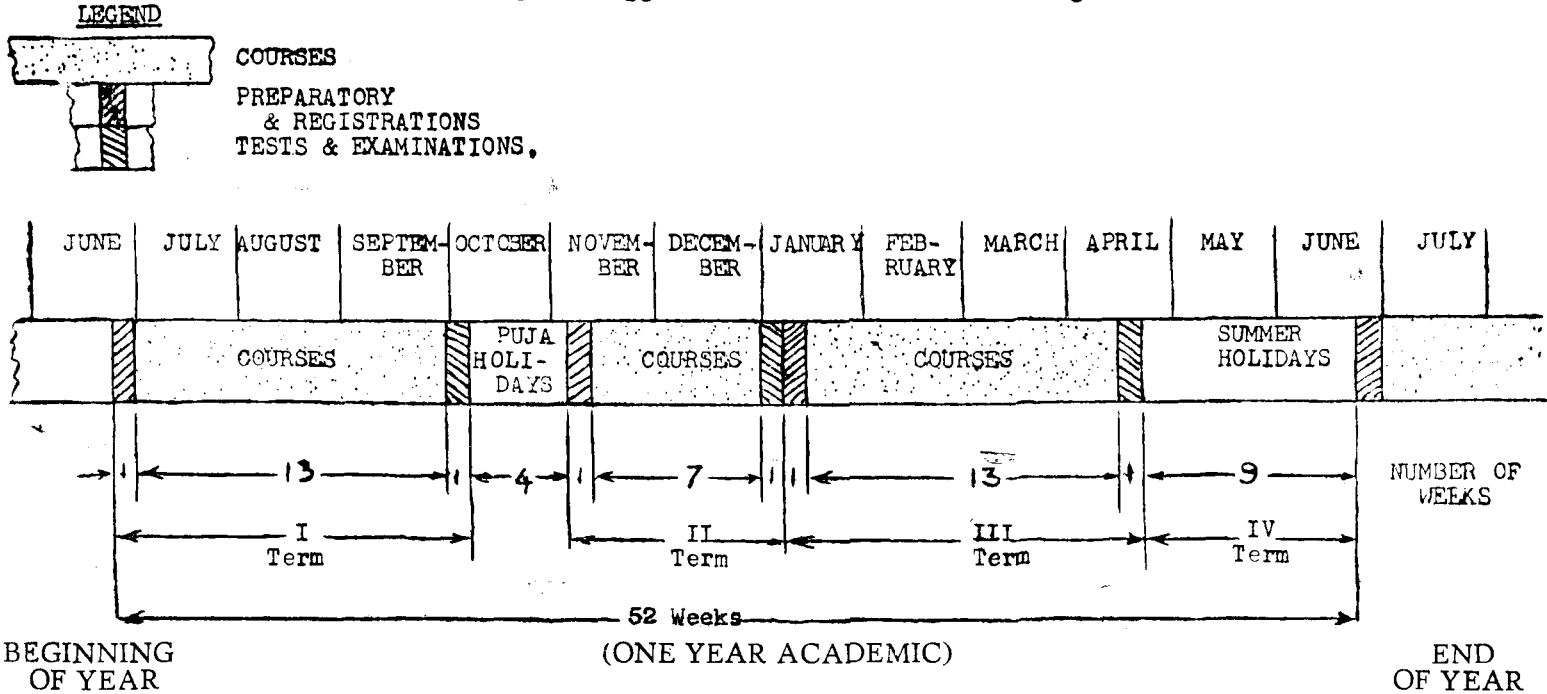 LEGEND
COURSES
PREPARATORY
& REGISTRATIONS
TESTS & EXAMINATIONS.
JUNE JULY AUGUST SEPTEM- OCTOBER NOVEM- DECEM- JANUARY FEB- MARCH APRIL MAY JUNE JULY
BER BER BER RUARY
COURSES PUJA HOLI- DAYS COURSES COURSES SUMMER HOLIDAYS
1 13 1 4 1 7 1 1 13 1 9 NUMBER OF
WEEKS
I II III IV
Term Term Term Term
52 Weeks
BEGINNING (ONE YEAR ACADEMIC) END
OF YEAR OF YEAR